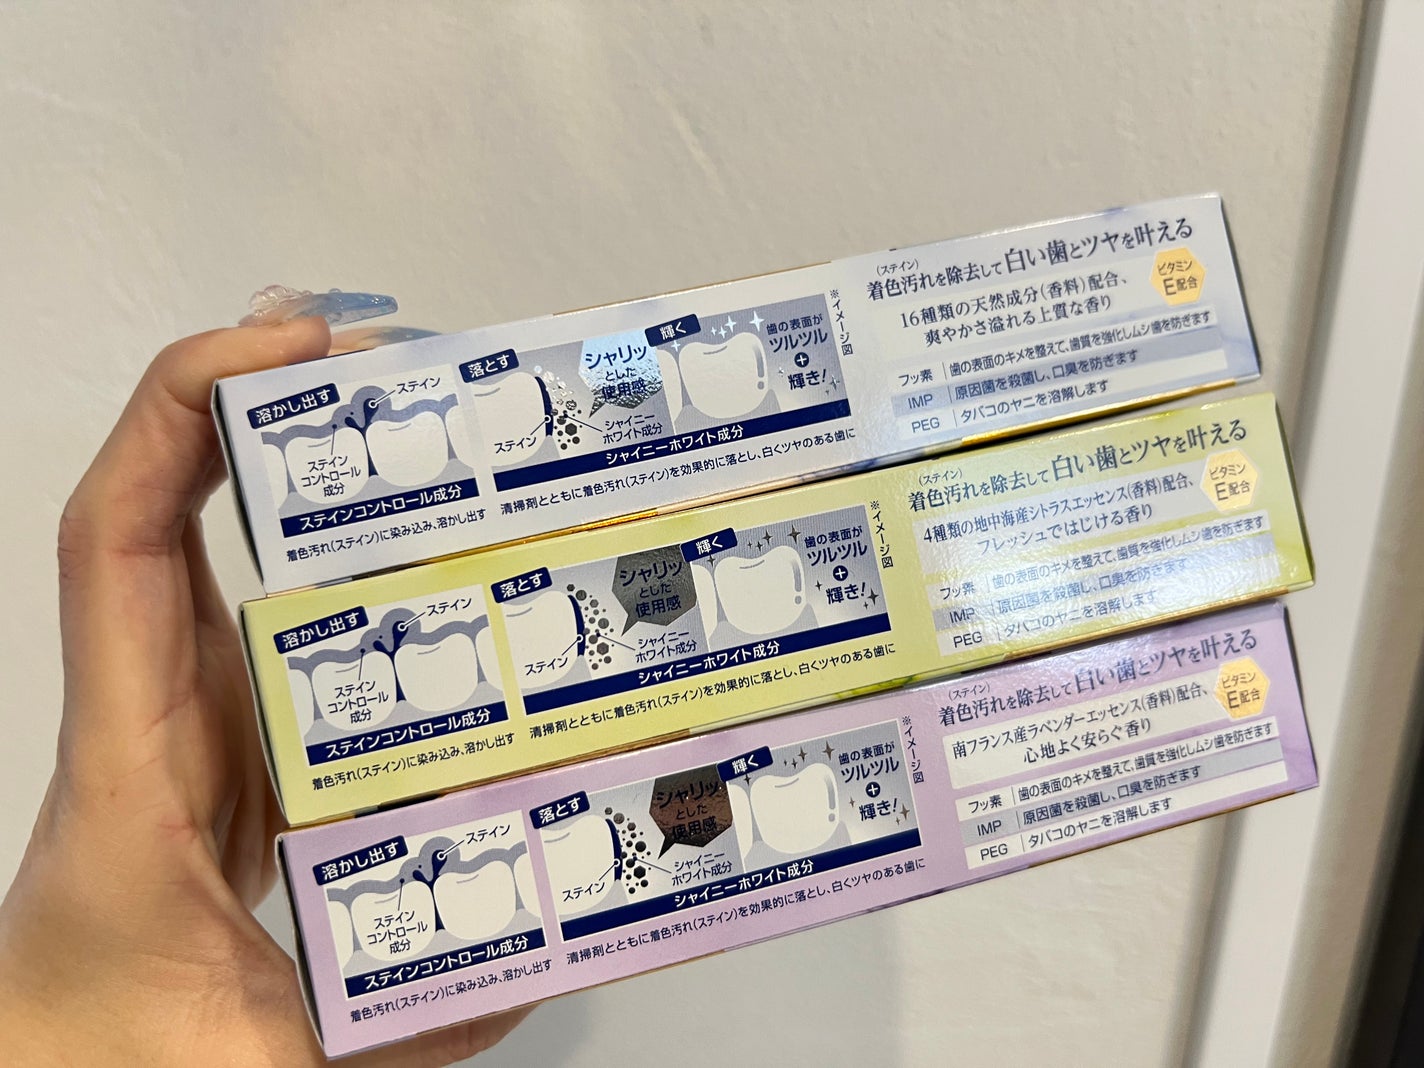 溶かし出す
ステイン
ステイン
コントロール
成分
ステインコントロール成分
着色汚れ(ステイン)に染み込み、溶かし出す
落とす
シャリッ
とした
使用感
ステイン
シャイニー
ホワイト成分
輝く
歯の表面が
ツルツル
+
輝き!
シャイニーホワイト成分
清掃剤とともに着色汚れ(ステイン)を効果的に落とし、白くツヤのある歯に
※イメージ図
(ステイン)
着色汚れを除去して白い歯とツヤを叶える
16種類の天然成分(香料)配合、
爽やかさ溢れる上質な香り
ビタミン
E配合
フッ素 歯の表面のキメを整えて、歯質を強化しムシ歯を防ぎます
IMP 原因菌を殺菌し、口臭を防ぎます
PEG タバコのヤニを溶解します
溶かし出す
ステイン
ステイン
コントロール
成分
ステインコントロール成分
着色汚れ(ステイン)に染み込み、溶かし出す
落とす
シャリッ
とした
使用感
ステイン
シャイニー
ホワイト成分
輝く
歯の表面が
ツルツル
+
輝き!
シャイニーホワイト成分
清掃剤とともに着色汚れ(ステイン)を効果的に落とし、白くツヤのある歯に
※イメージ図
(ステイン)
着色汚れを除去して白い歯とツヤを叶える
4種類の地中海産シトラスエッセンス(香料)配合、
フレッシュではじける香り
ビタミン
E配合
フッ素 歯の表面のキメを整えて、歯質を強化しムシ歯を防ぎます
IMP 原因菌を殺菌し、口臭を防ぎます
PEG タバコのヤニを溶解します
溶かし出す
ステイン
ステイン
コントロール
成分
ステインコントロール成分
着色汚れ(ステイン)に染み込み、溶かし出す
落とす
シャリッ
とした
使用感
ステイン
シャイニー
ホワイト成分
輝く
歯の表面が
ツルツル
+
輝き!
シャイニーホワイト成分
清掃剤とともに着色汚れ(ステイン)を効果的に落とし、白くツヤのある歯に
※イメージ図
(ステイン)
着色汚れを除去して白い歯とツヤを叶える
南フランス産ラベンダーエッセンス(香料)配合、
心地よく安らぐ香り
ビタミン
E配合
フッ素 歯の表面のキメを整えて、歯質を強化しムシ歯を防ぎます
IMP 原因菌を殺菌し、口臭を防ぎます
PEG タバコのヤニを溶解します